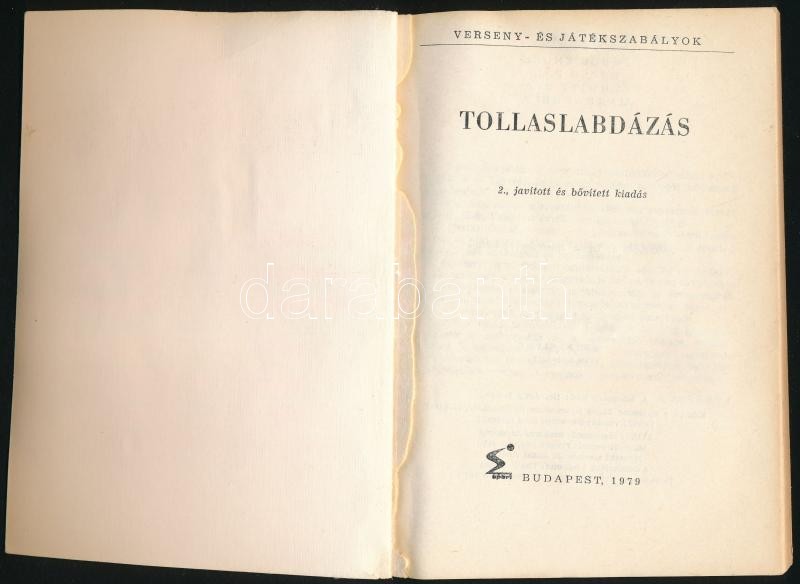 VERSENY- ÉS JÁTÉKSZABÁLYOK
TOLLASLABDÁZÁS
2., javított és bővített kiadás
darabanth
sport
BUDAPEST, 1979